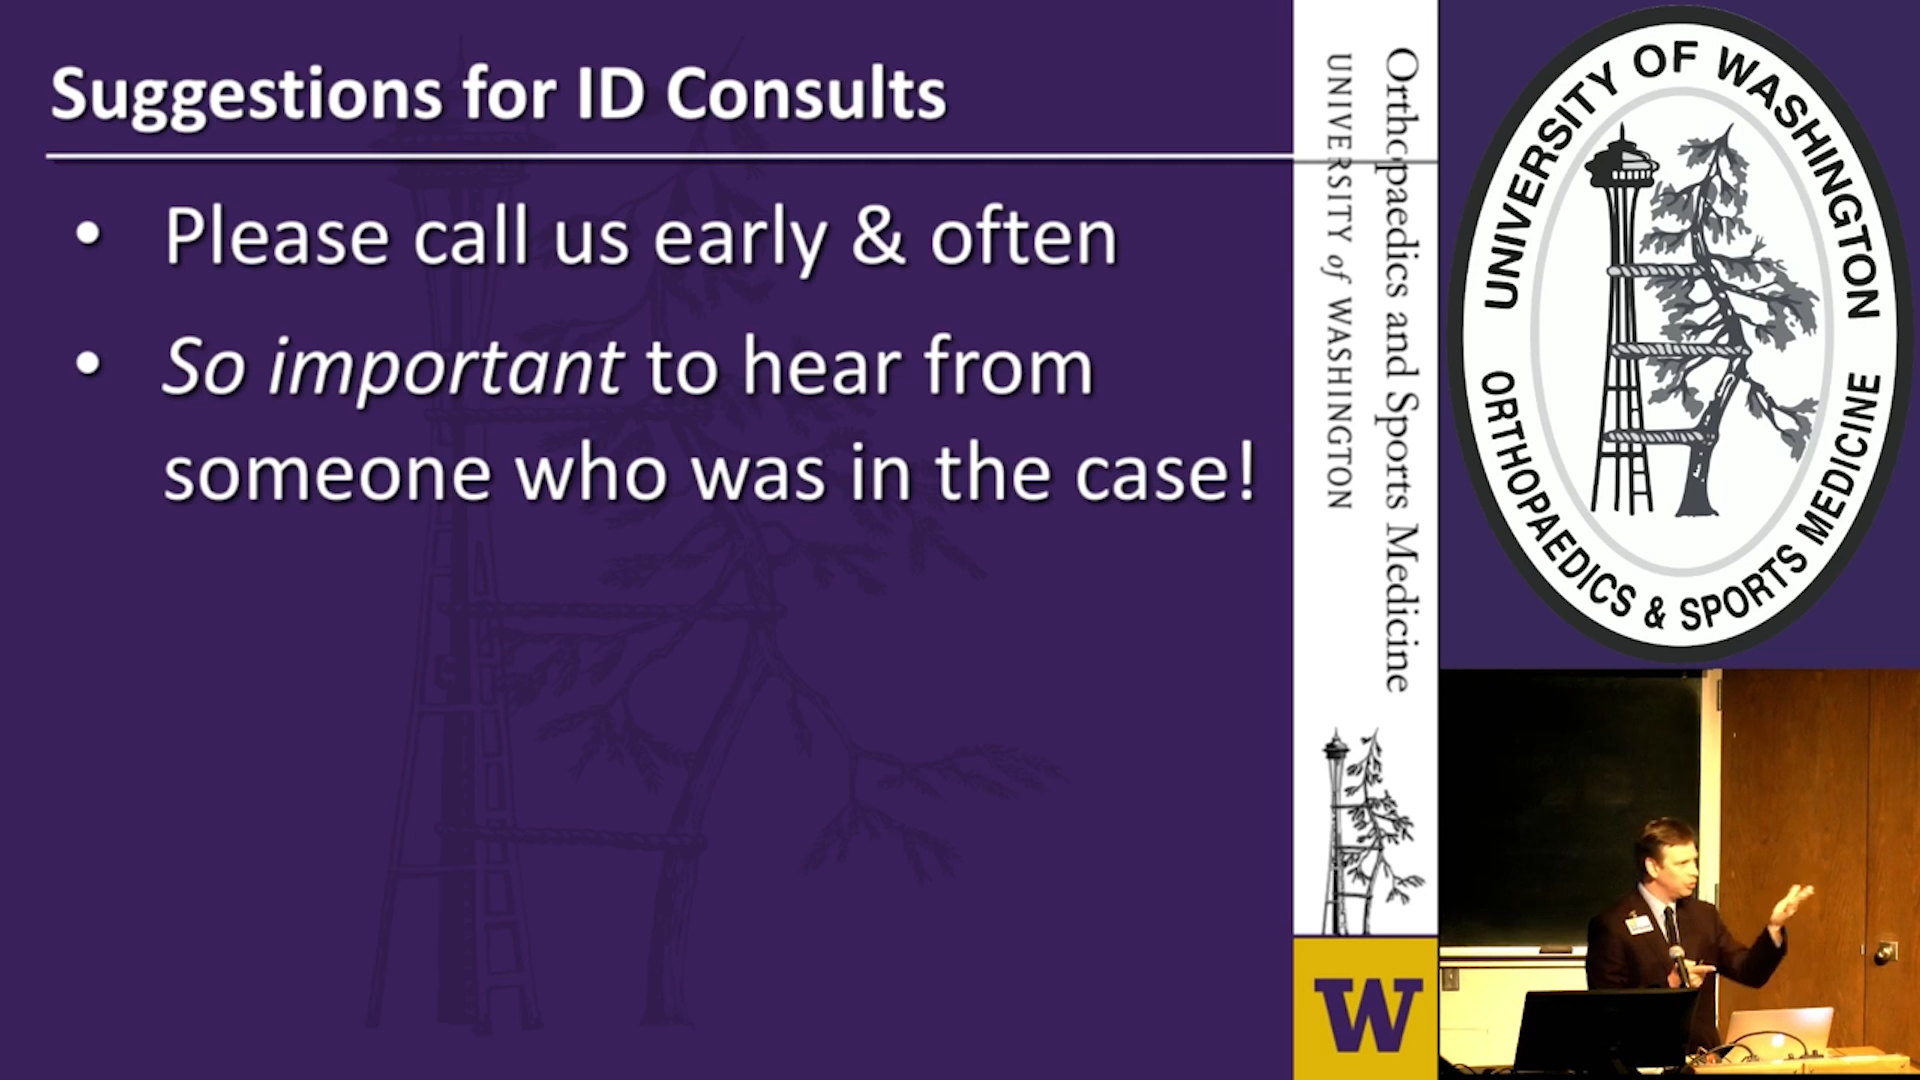 Suggestions for ID Consults
• Please call us early & often
• So important to hear from
someone who was in the case!
Orthopaedics and Sports Medicine
UNIVERSITY of WASHINGTON
W
UNIVERSITY OF WASHINGTON
ORTHOPAEDICS & SPORTS MEDICINE